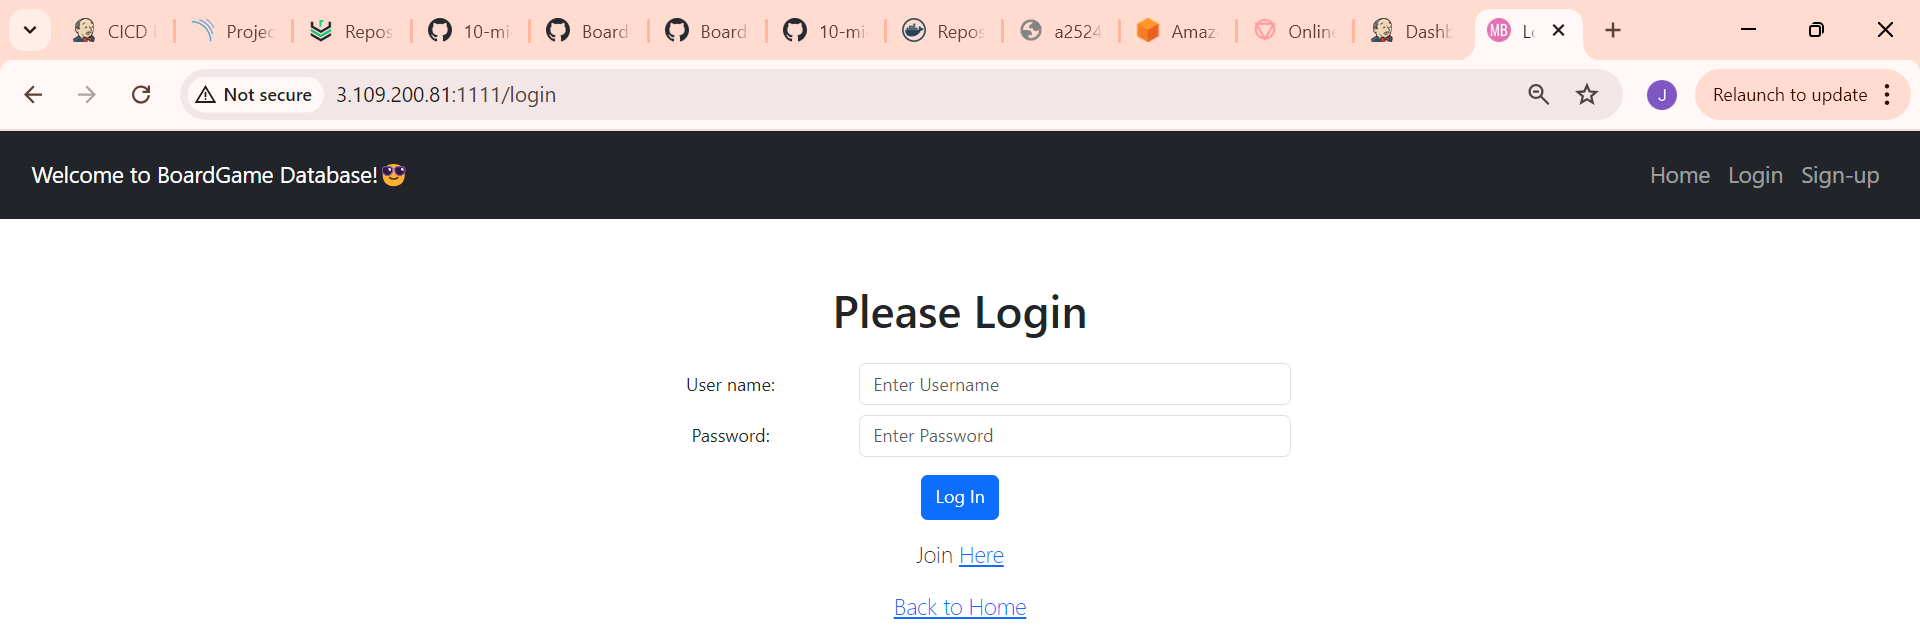 CICD
Projec
Repos
10-mi
Board
Board
10-mi
Repos
a2524
Amaz
Onlin
Dashb
MB
Not secure
3.109.200.81:1111/login
J
Relaunch to update
Welcome to BoardGame Database!😎
Home Login Sign-up
Please Login
User name: Enter Username
Password: Enter Password
Log In
Join Here
Back to Home